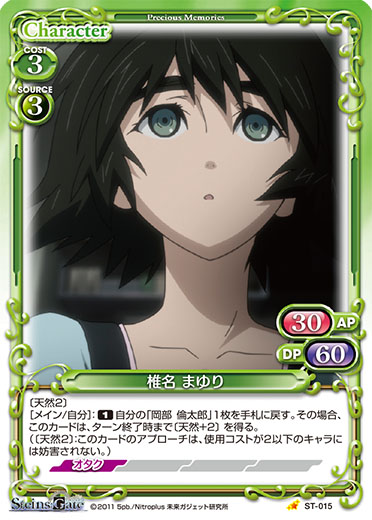 Precious Memories
Character
COST
3
SOURCE
3
30 AP
DP 60
椎名 まゆり
〔天然2〕
[メイン/自分]:1自分の「岡部 倫太郎」1枚を手札に戻す。その場合、
このカードは、ターン終了時まで〔天然+2〕を得る。
(〔天然2〕:このカードのアプローチは、使用コストが2以下のキャラに
は妨害されない。)
オタク
Steins;Gate ©2011 5pb./Nitroplus 未来ガジェット研究所 ST-015